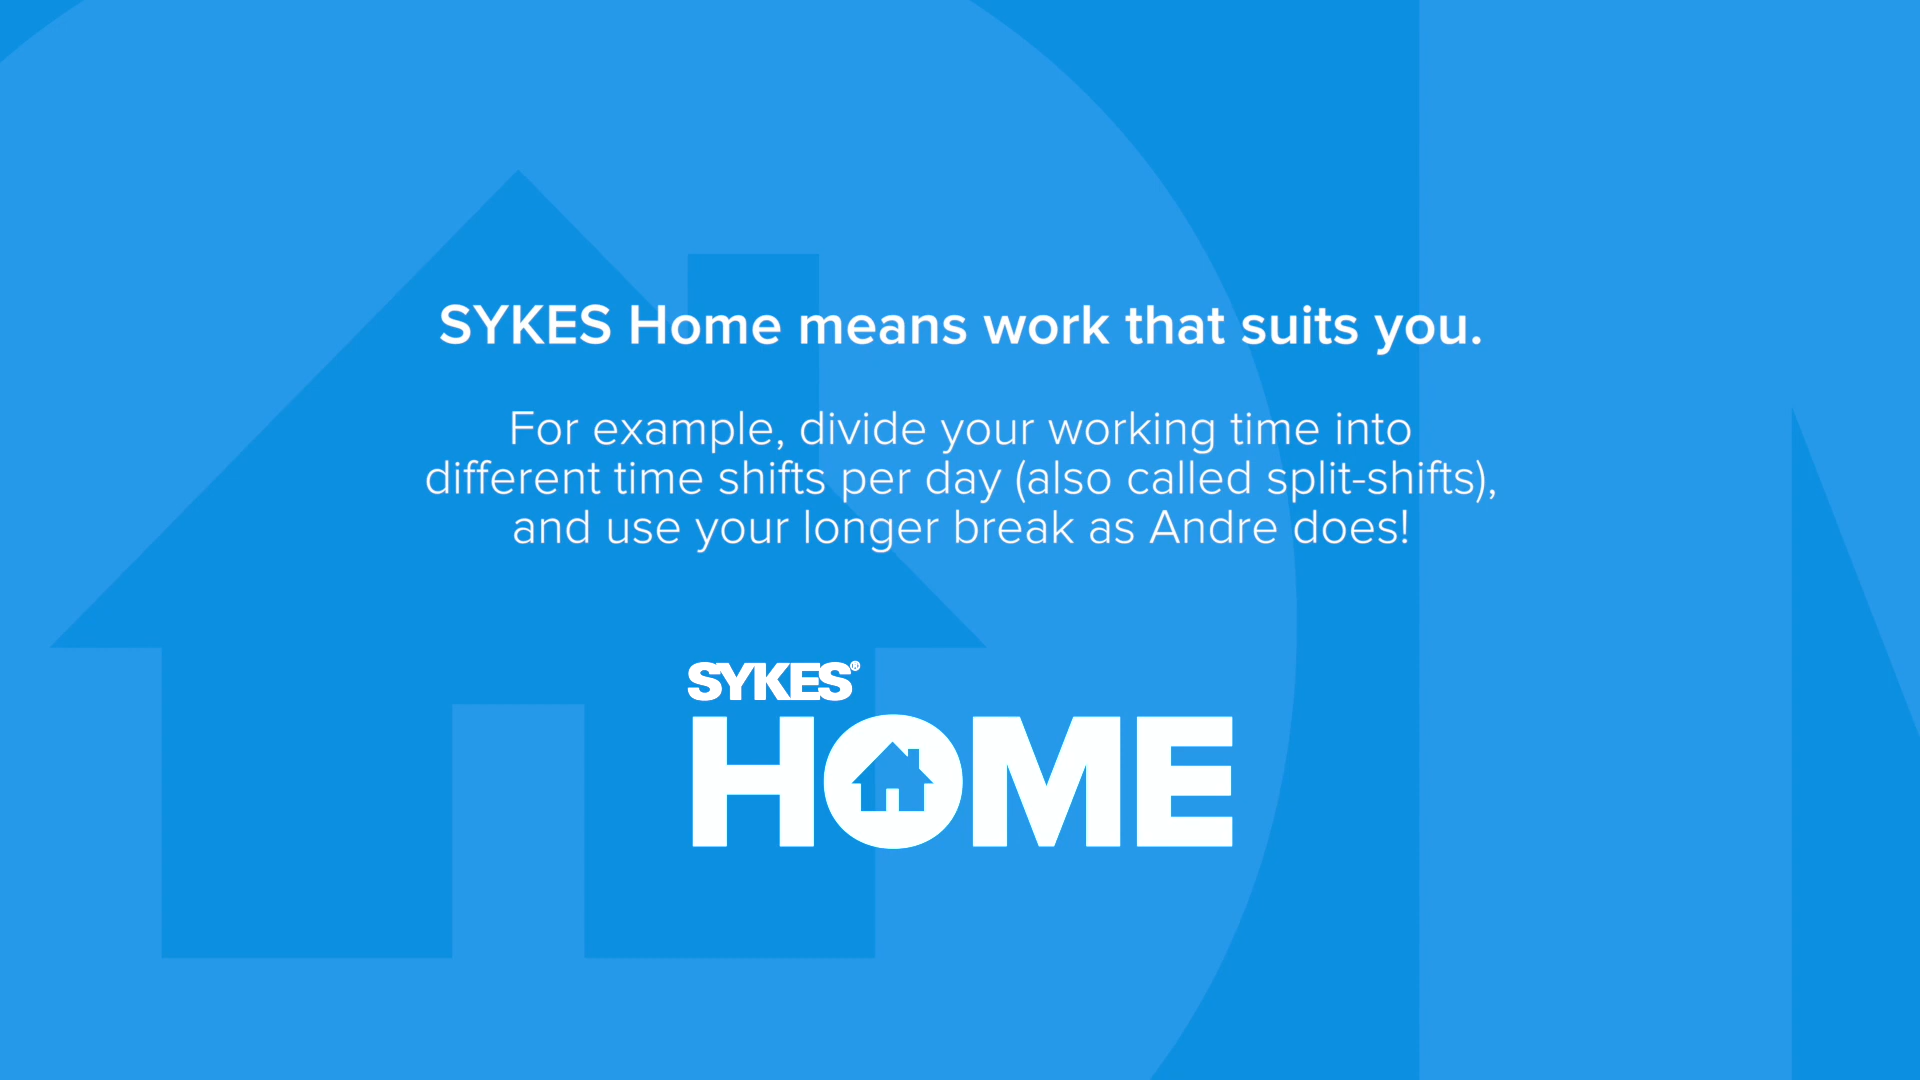 SYKES Home means work that suits you.
For example, divide your working time into
different time shifts per day (also called split-shifts),
and use your longer break as Andre does!
SYKES®
HOME